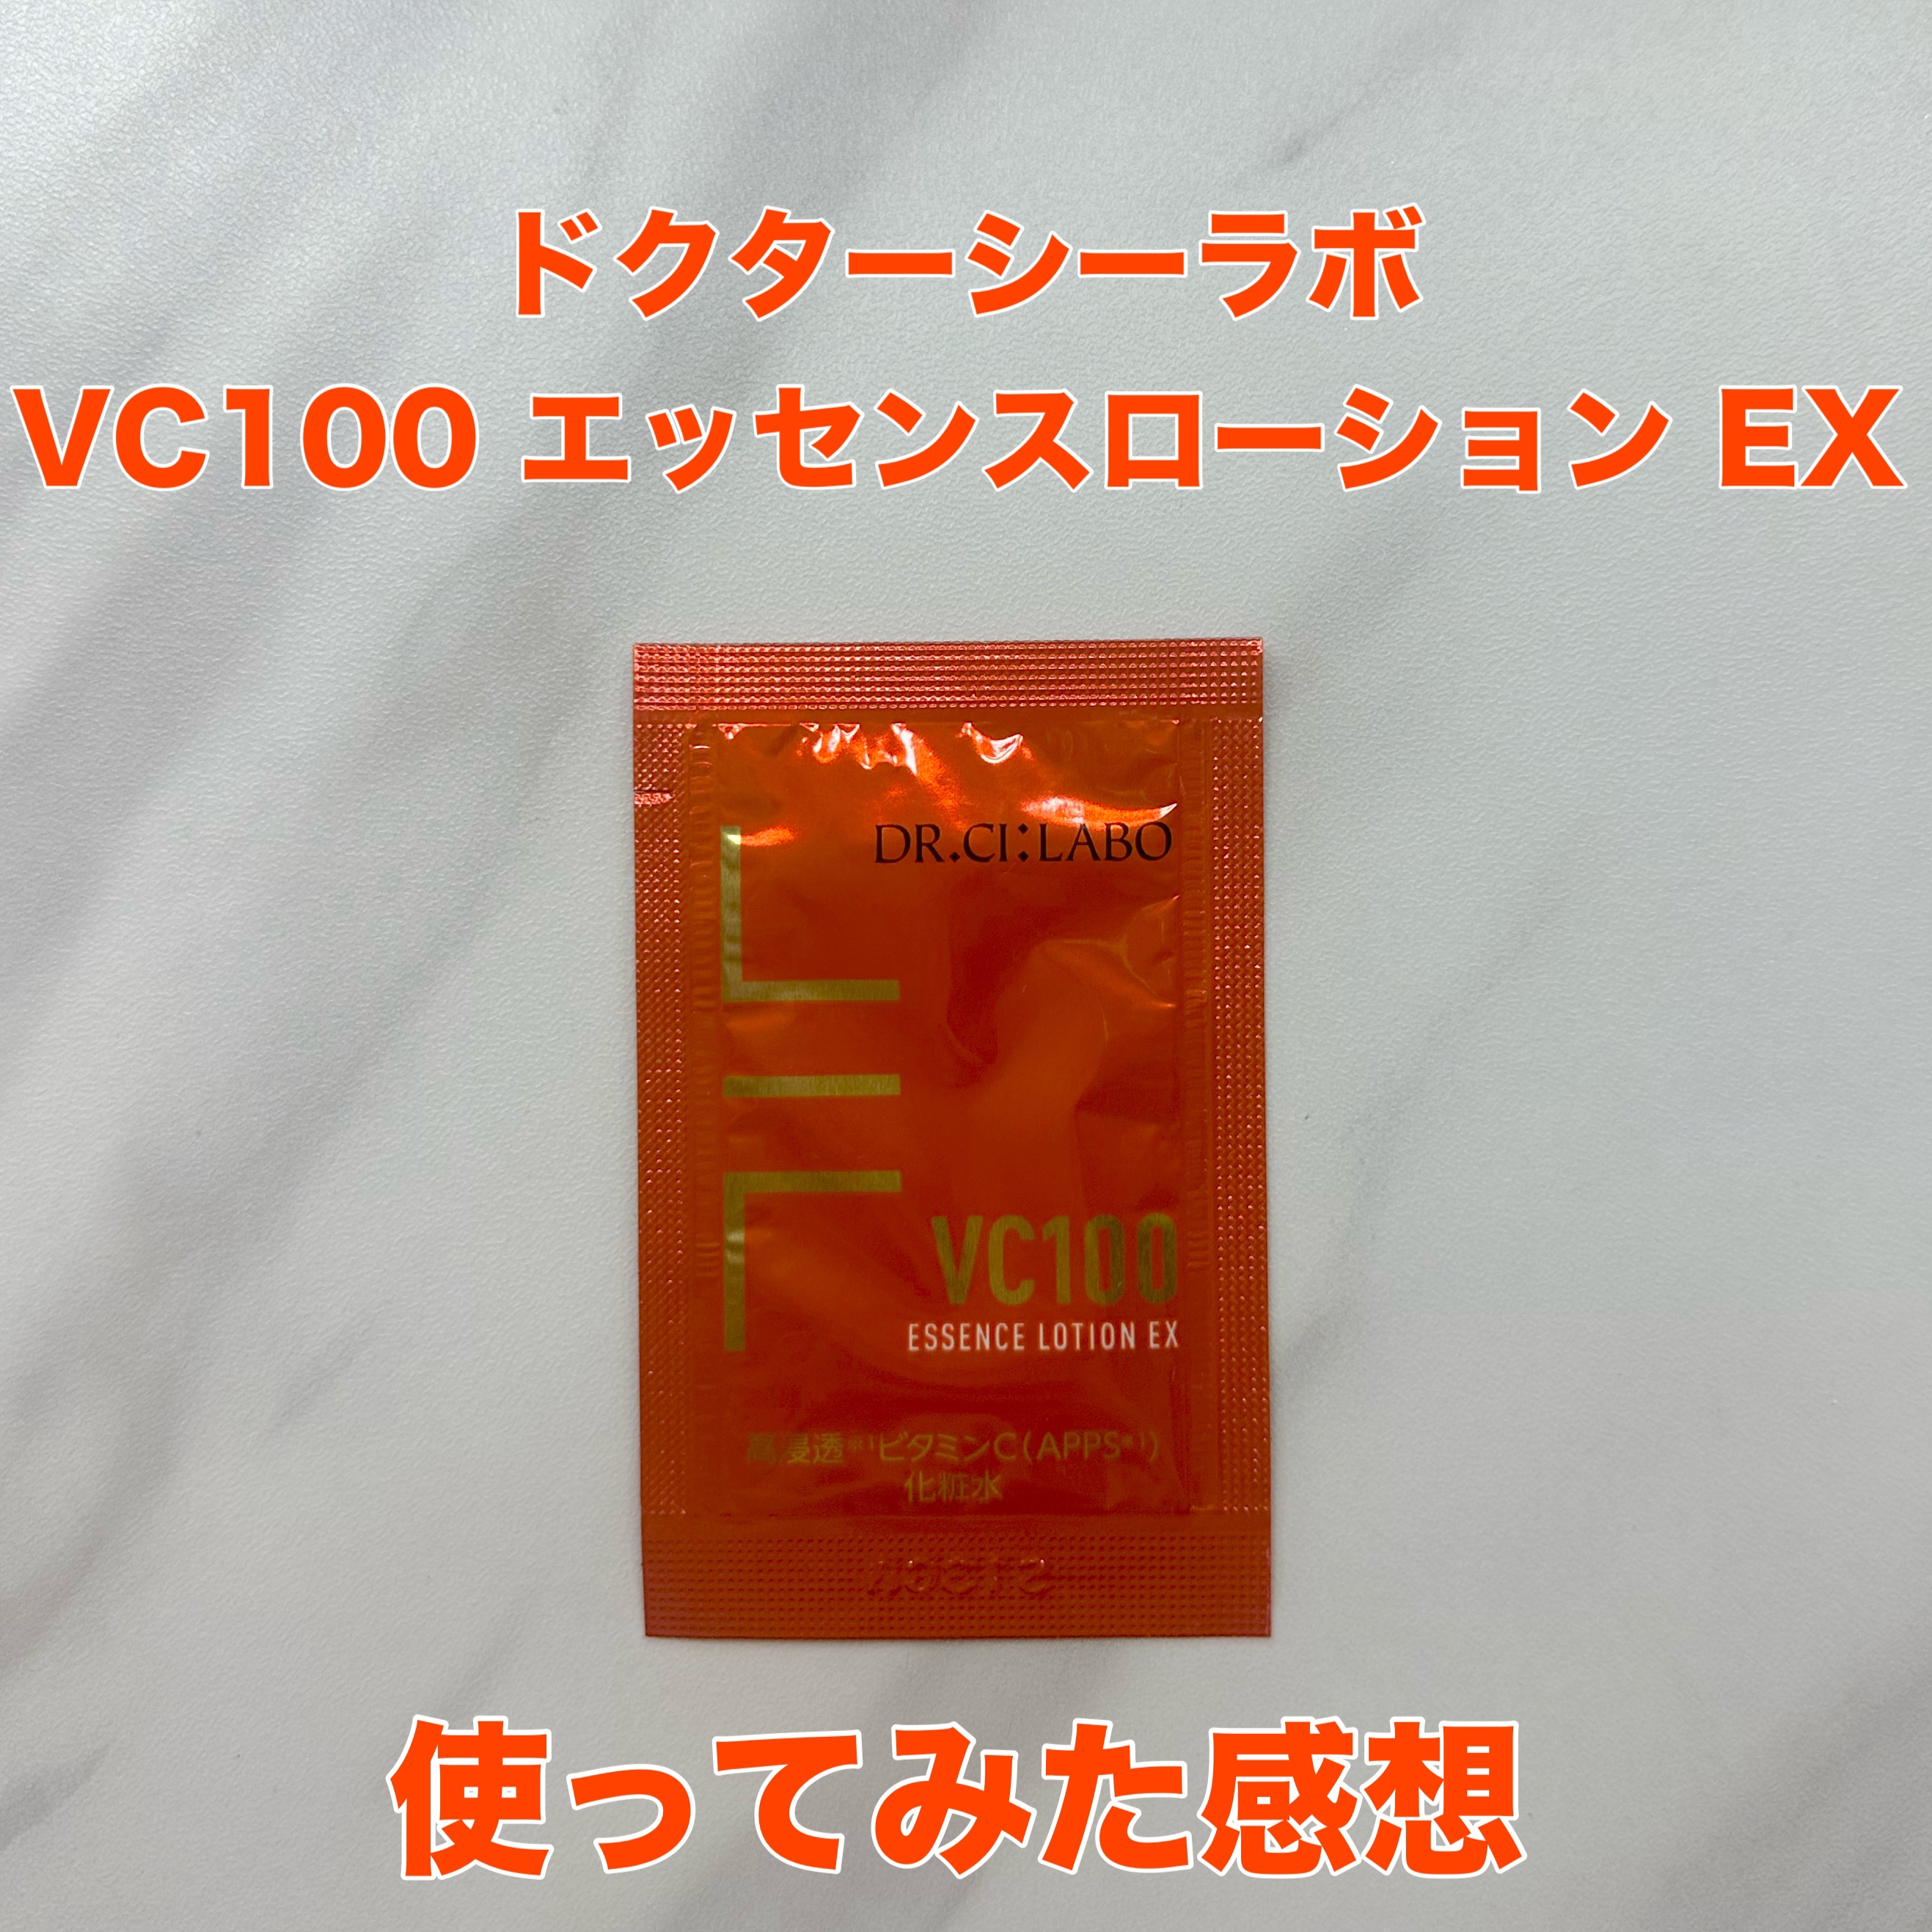 ドクターシーラボ
VC100 エッセンスローション EX
DR.CI:LABO
VC100
ESSENCE LOTION EX
高浸透※1ビタミンC(APPS※1)
化粧水
使ってみた感想